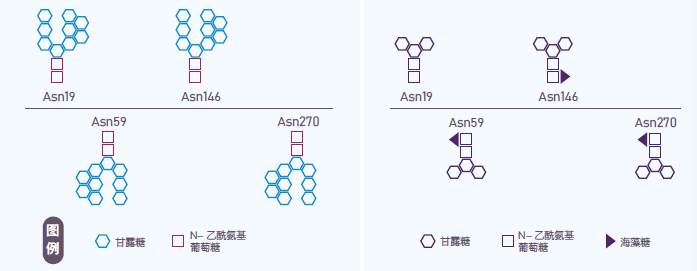 Asn19
Asn146
Asn59
Asn270
图例
甘露糖
N– 乙酰氨基
葡萄糖
Asn19
Asn146
Asn59
Asn270
甘露糖
N– 乙酰氨基
葡萄糖
海藻糖